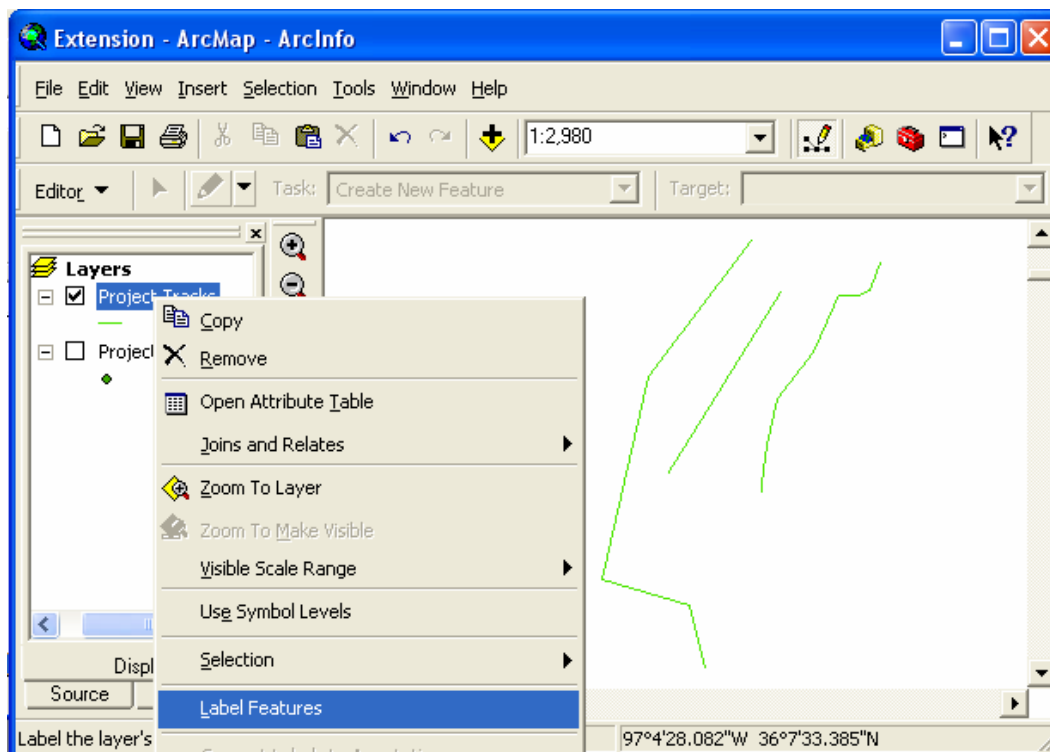 Extension - ArcMap - ArcInfo
File Edit View Insert Selection Tools Window Help
1:2,980
Editor Task: Create New Feature Target:
Layers
Project Tracks
Project
Copy
Remove
Open Attribute Table
Joins and Relates
Zoom To Layer
Zoom To Make Visible
Visible Scale Range
Use Symbol Levels
Selection
Label Features
Displ
Source
Label the layer's
97°4'28.082"W 36°7'33.385"N